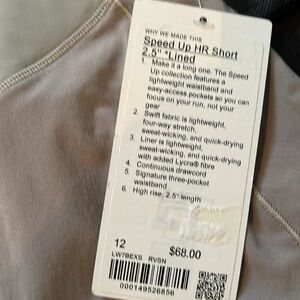 WHY WE MADE THIS
Speed Up HR Short
2.5" *Lined
1. Make it a long one. The Speed
Up collection features a
lightweight waistband and
easy-access pockets so you can
focus on your run, not your
gear
2. Swift fabric is lightweight,
four-way stretch,
sweat-wicking, and quick-drying
3. Liner is lightweight,
sweat-wicking, and quick-drying
with added Lycra® fibre
4. Continuous drawcord
5. Signature three-pocket
waistband
6. High rise, 2.5" length
12
$68.00
LW7BEXS RVSN
000149526856